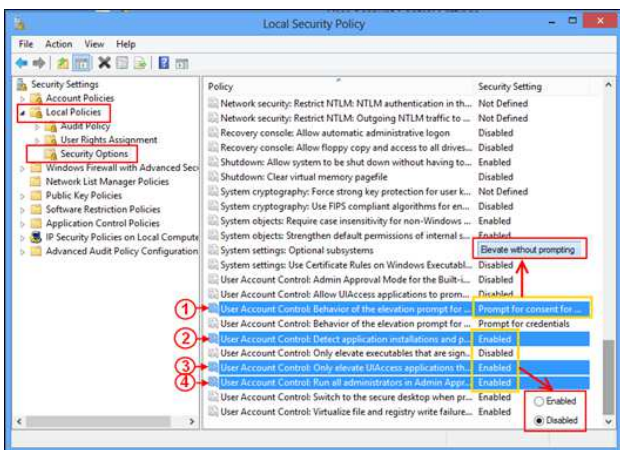 Local Security Policy
File Action View Help
Security Settings
Account Policies
Local Policies
Audit Policy
User Rights Assignment
Security Options
Windows Firewall with Advanced Secu
Network List Manager Policies
Public Key Policies
Software Restriction Policies
Application Control Policies
IP Security Policies on Local Compute
Advanced Audit Policy Configuration
Policy Security Setting
Network security: Restrict NTLM: NTLM authentication in th... Not Defined
Network security: Restrict NTLM: Outgoing NTLM traffic to ... Not Defined
Recovery console: Allow automatic administrative logon Disabled
Recovery console: Allow floppy copy and access to all drives... Disabled
Shutdown: Allow system to be shut down without having to... Enabled
Shutdown: Clear virtual memory pagefile Disabled
System cryptography: Force strong key protection for user k... Not Defined
System cryptography: Use FIPS compliant algorithms for en... Disabled
System objects: Require case insensitivity for non-Windows ... Enabled
System objects: Strengthen default permissions of internal s... Enabled
System settings: Optional subsystems Elevate without prompting
System settings: Use Certificate Rules on Windows Executabl... Disabled
User Account Control: Admin Approval Mode for the Built-i... Disabled
User Account Control: Allow UIAccess applications to prom... Disabled
1 User Account Control: Behavior of the elevation prompt for ... Prompt for consent for ...
User Account Control: Behavior of the elevation prompt for ... Prompt for credentials
2 User Account Control: Detect application installations and p... Enabled
User Account Control: Only elevate executables that are sign... Disabled
3 User Account Control: Only elevate UIAccess applications th... Enabled
4 User Account Control: Run all administrators in Admin Appr... Enabled
User Account Control: Switch to the secure desktop when pr... Enabled
User Account Control: Virtualize file and registry write failure... Enabled
Enabled
Disabled